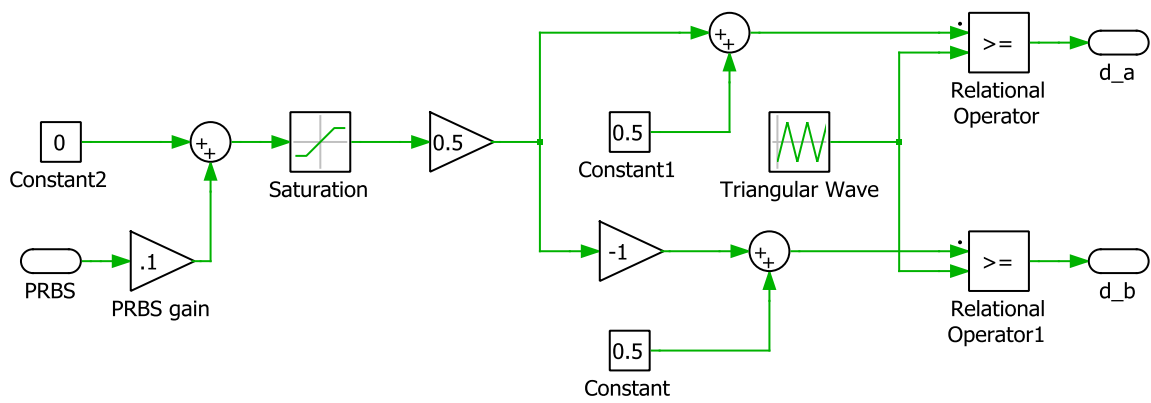 >=
d_a
Relational
Operator
0
Constant2
+
+
Saturation
0.5
+
+
0.5
Constant1
Triangular Wave
PRBS
.1
PRBS gain
-1
+
+
>=
d_b
Relational
Operator1
0.5
Constant